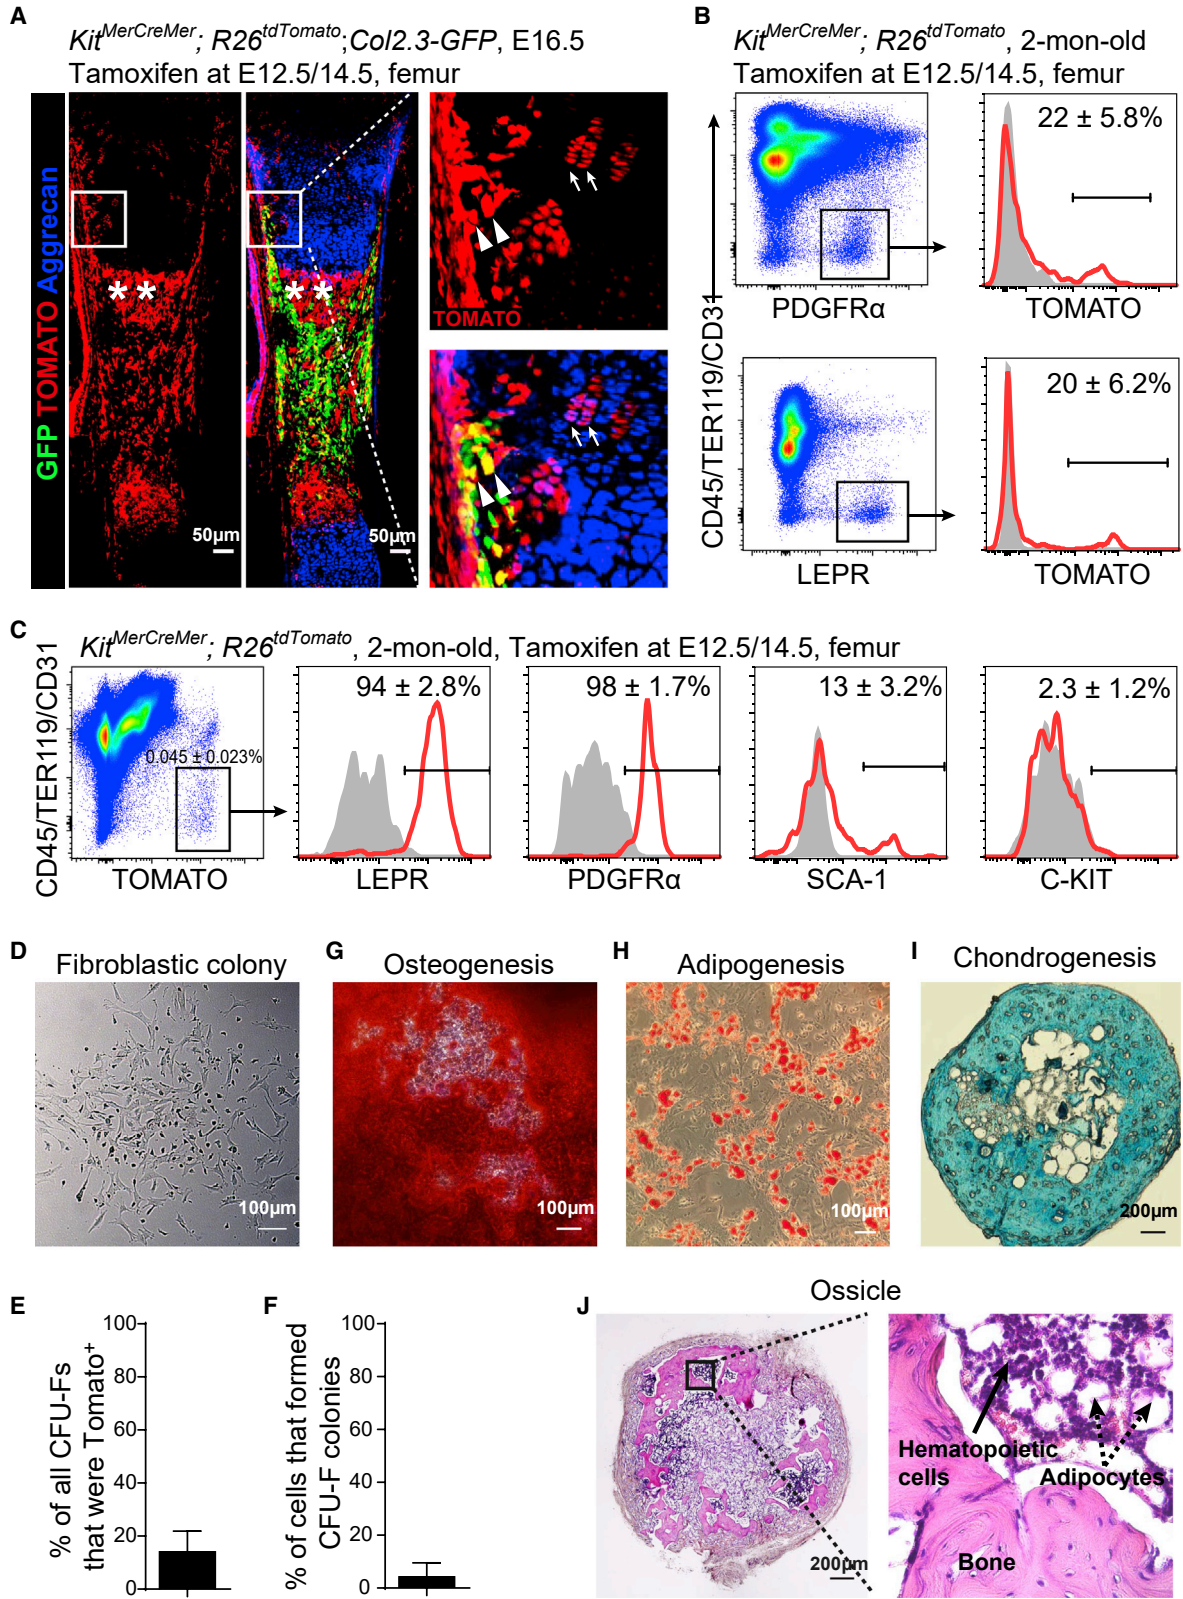 A
Kit^MerCreMer; R26^tdTomato;Col2.3-GFP, E16.5
Tamoxifen at E12.5/14.5, femur
GFP TOMATO Aggrecan
**
50µm
**
50µm
TOMATO
B
Kit^MerCreMer; R26^tdTomato, 2-mon-old
Tamoxifen at E12.5/14.5, femur
CD45/TER119/CD31
PDGFRα
22 ± 5.8%
TOMATO
LEPR
20 ± 6.2%
TOMATO
C
Kit^MerCreMer; R26^tdTomato, 2-mon-old, Tamoxifen at E12.5/14.5, femur
CD45/TER119/CD31
0.045 ± 0.023%
TOMATO
94 ± 2.8%
LEPR
98 ± 1.7%
PDGFRα
13 ± 3.2%
SCA-1
2.3 ± 1.2%
C-KIT
D
Fibroblastic colony
100µm
G
Osteogenesis
100µm
H
Adipogenesis
100µm
I
Chondrogenesis
200µm
E
% of all CFU-Fs
that were Tomato+
100
80
60
40
20
0
F
% of cells that formed
CFU-F colonies
100
80
60
40
20
0
J
Ossicle
200µm
Hematopoietic
cells
Adipocytes
Bone